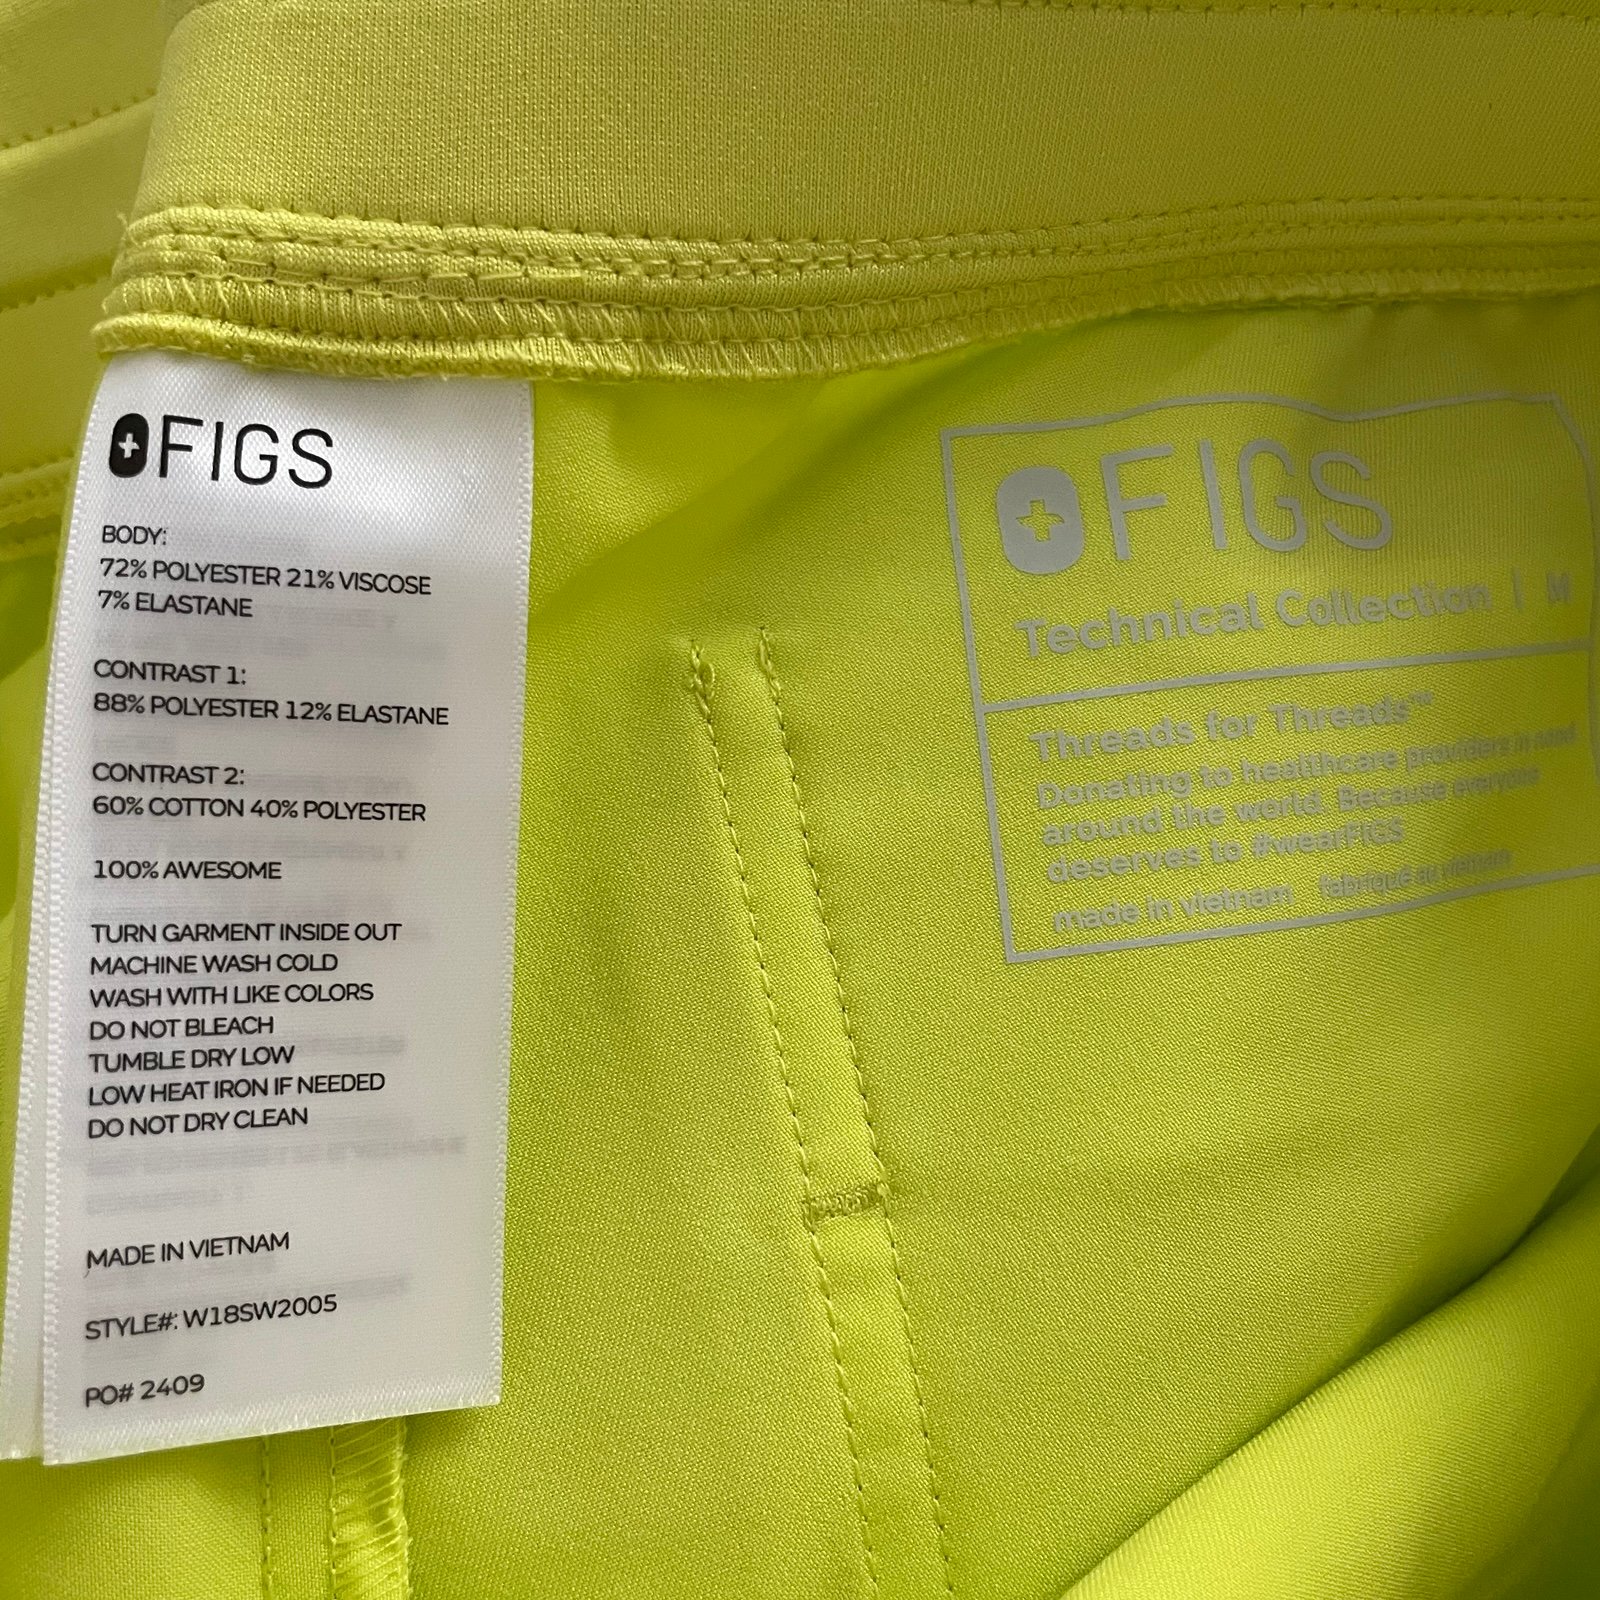 FIGS
BODY:
72% POLYESTER 21% VISCOSE
7% ELASTANE
CONTRAST 1:
88% POLYESTER 12% ELASTANE
CONTRAST 2:
60% COTTON 40% POLYESTER
100% AWESOME
TURN GARMENT INSIDE OUT
MACHINE WASH COLD
WASH WITH LIKE COLORS
DO NOT BLEACH
TUMBLE DRY LOW
LOW HEAT IRON IF NEEDED
DO NOT DRY CLEAN
MADE IN VIETNAM
STYLE#: W18SW2005
PO# 2409
FIGS
Technical Collection | M
Threads for Threads™
Donating to healthcare providers in need
around the world. Because everyone
deserves to #wearFIGS
made in vietnam fabriqué au vietnam